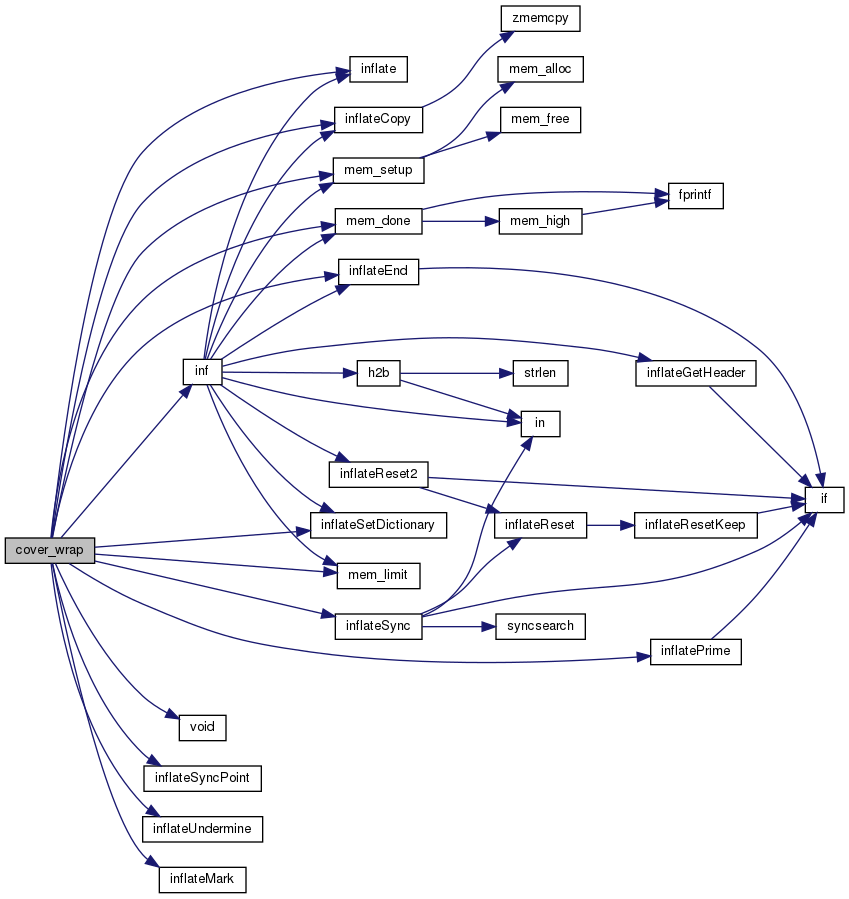 zmemcpy
inflate
mem_alloc
inflateCopy
mem_free
mem_setup
fprintf
mem_done
mem_high
inflateEnd
inf
h2b
strlen
inflateGetHeader
in
inflateReset2
if
inflateSetDictionary
inflateReset
inflateResetKeep
cover_wrap
mem_limit
inflateSync
syncsearch
inflatePrime
void
inflateSyncPoint
inflateUndermine
inflateMark